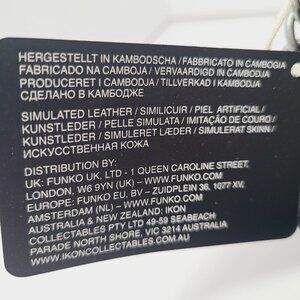 HERGESTELLT IN KAMBODSCHA / FABBRICATO IN CAMBOGIA
FABRICADO NA CAMBOJA / VERVAARDIGD IN CAMBODJA
PRODUCERET I CAMBODJA / TILLVERKAD I KAMBODJA
СДЕЛАНО В КАМБОДЖЕ
SIMULATED LEATHER / SIMILICUIR / PIEL ARTIFICIAL /
KUNSTLEDER / PELLE SIMULATA / IMITAÇÃO DE COURO /
KUNSTLEER / SIMULERET LÆDER / SIMULERAT SKINN /
ИСКУССТВЕННАЯ КОЖА
DISTRIBUTION BY:
UK: FUNKO UK, LTD - 1 QUEEN CAROLINE STREET,
LONDON, W6 9YN (UK) – WWW.FUNKO.COM
EUROPE: FUNKO EU, BV – ZUIDPLEIN 36, 1077 XV,
AMSTERDAM (NL) – WWW.FUNKO.COM
AUSTRALIA & NEW ZEALAND: IKON
COLLECTABLES PTY LTD 49-59 SEABEACH
PARADE NORTH SHORE, VIC 3214 AUSTRALIA
WWW.IKONCOLLECTABLES.COM.AU